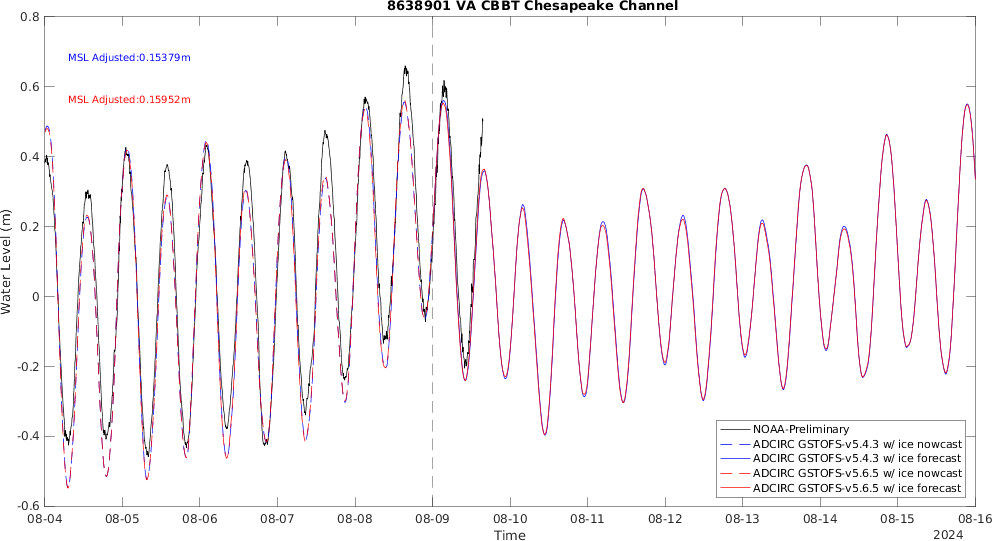 8638901 VA CBBT Chesapeake Channel
MSL Adjusted:0.15379m
MSL Adjusted:0.15952m
Water Level (m)
0.8
0.6
0.4
0.2
0
-0.2
-0.4
-0.6
NOAA-Preliminary
ADCIRC GSTOFS-v5.4.3 w/ ice nowcast
ADCIRC GSTOFS-v5.4.3 w/ ice forecast
ADCIRC GSTOFS-v5.6.5 w/ ice nowcast
ADCIRC GSTOFS-v5.6.5 w/ ice forecast
08-04 08-05 08-06 08-07 08-08 08-09 08-10 08-11 08-12 08-13 08-14 08-15 08-16
Time
2024